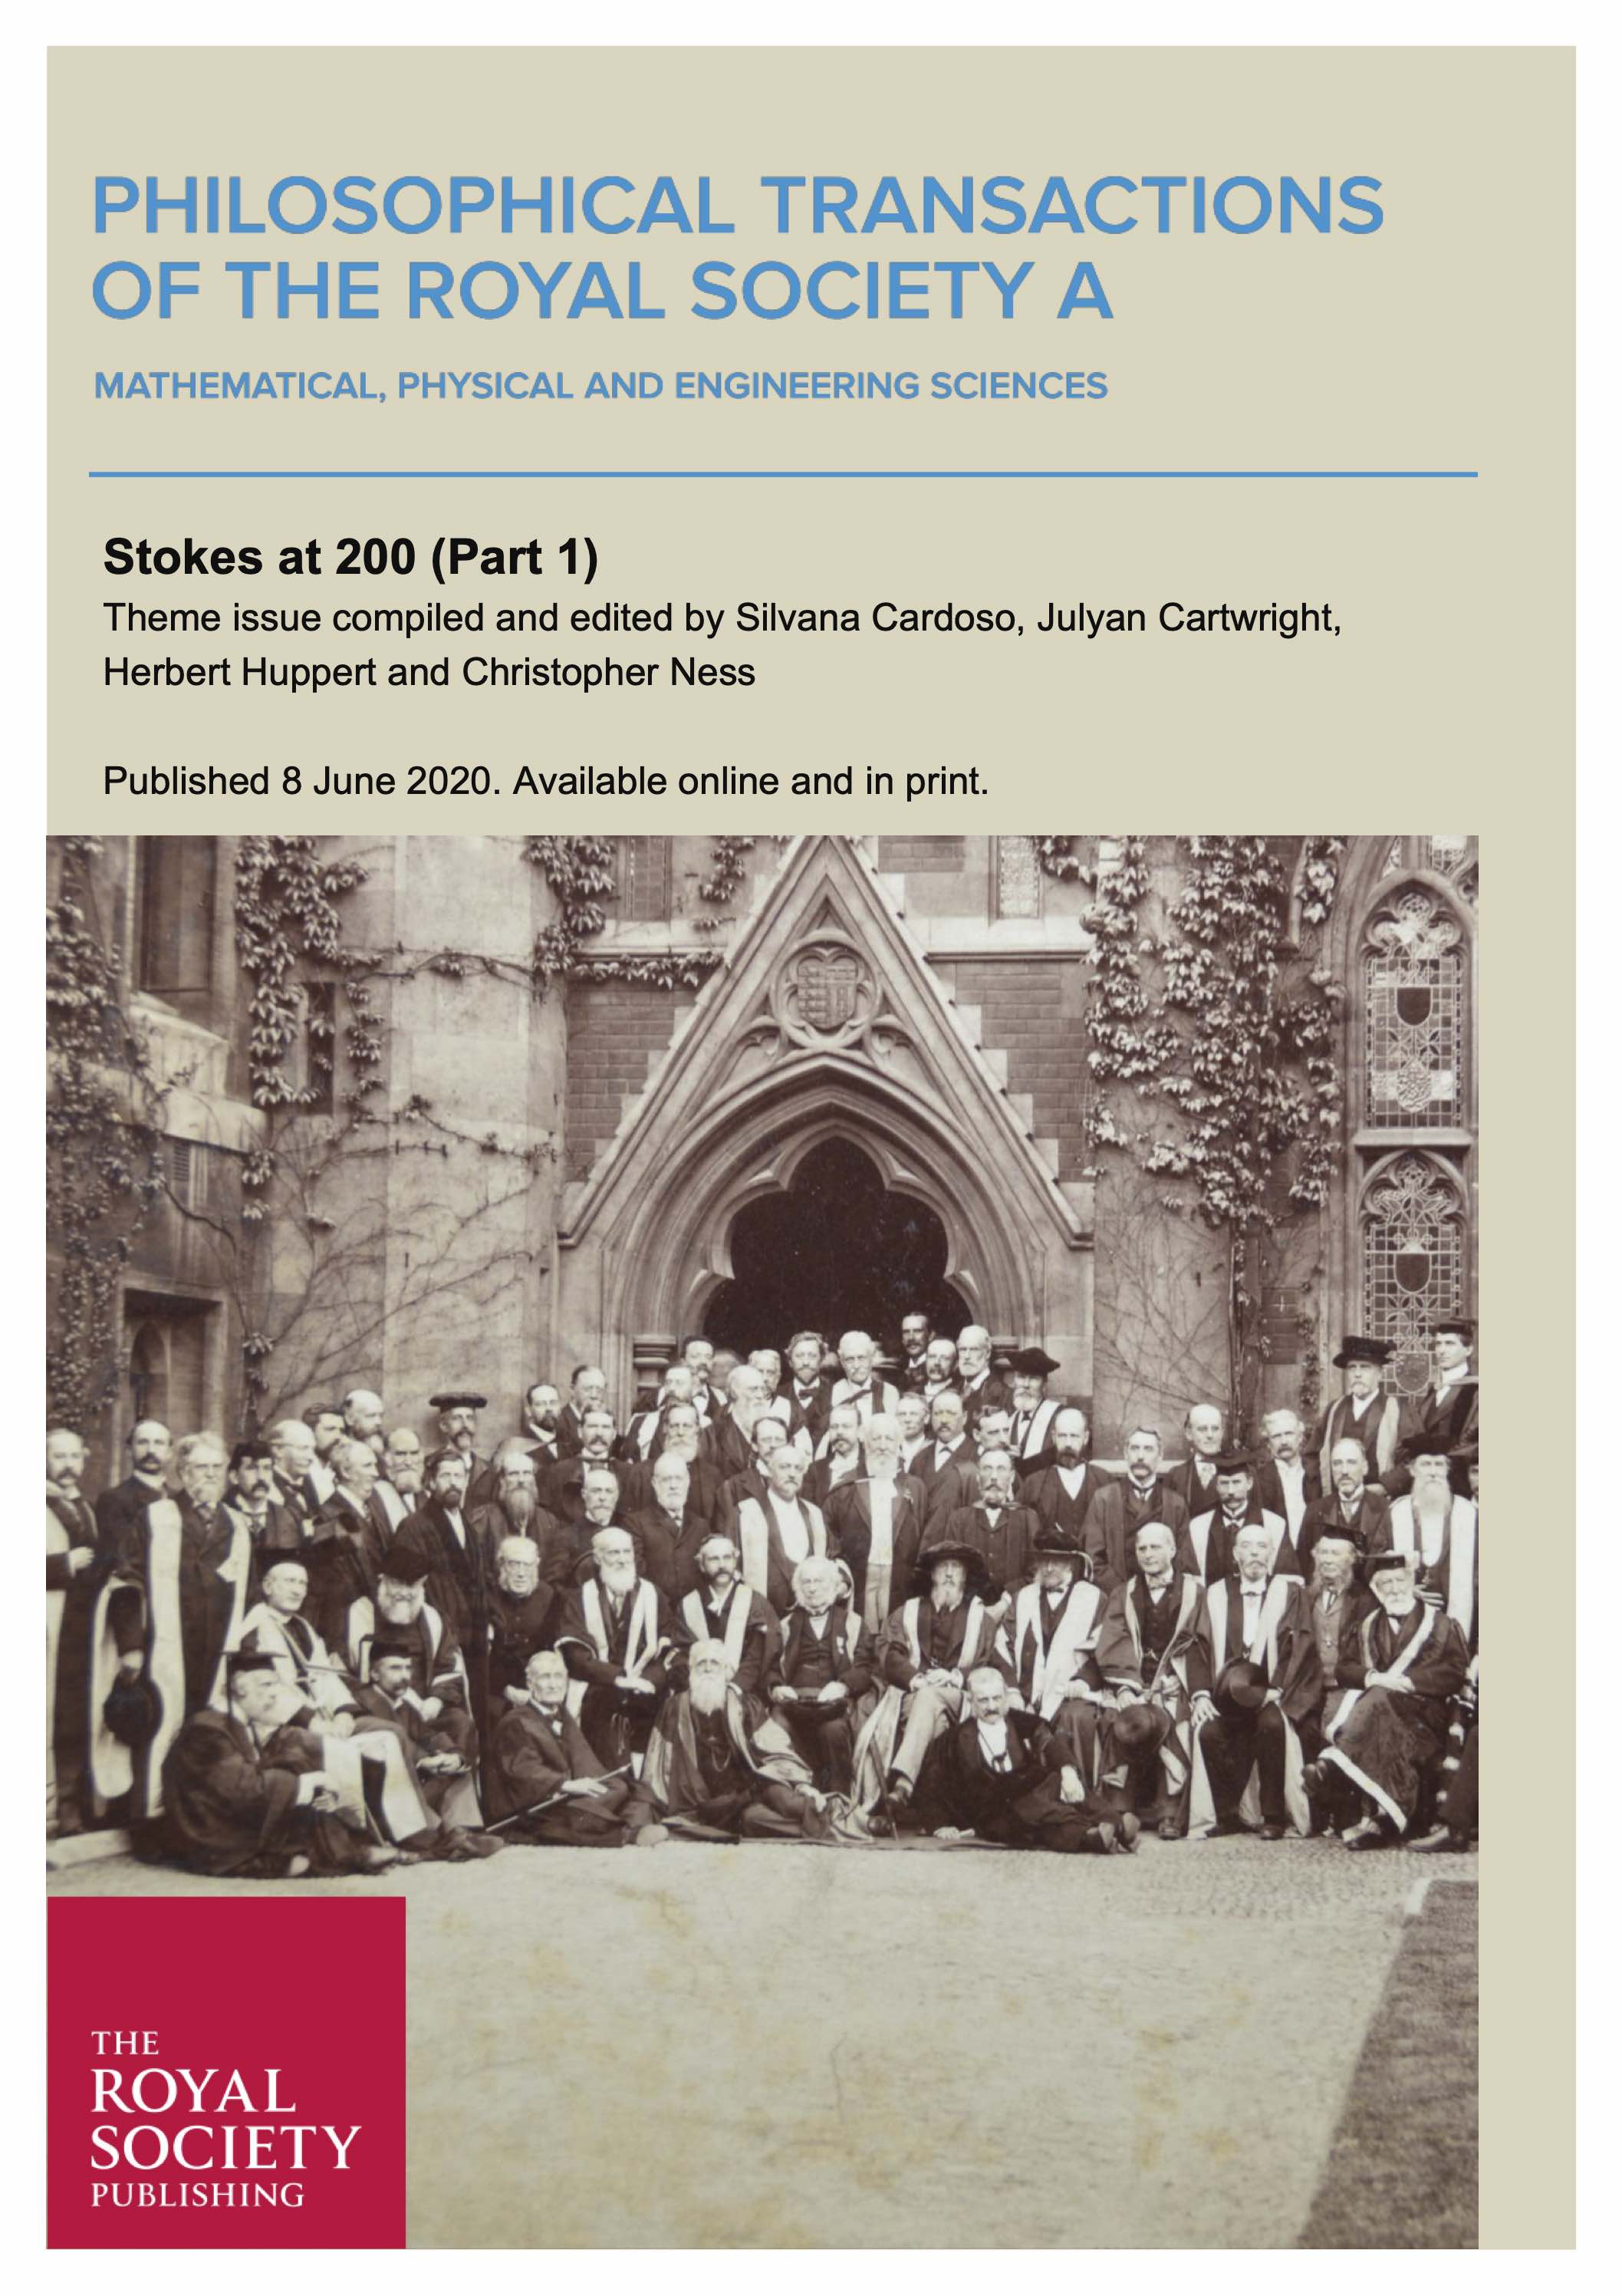 PHILOSOPHICAL TRANSACTIONS
OF THE ROYAL SOCIETY A
MATHEMATICAL, PHYSICAL AND ENGINEERING SCIENCES
Stokes at 200 (Part 1)
Theme issue compiled and edited by Silvana Cardoso, Julyan Cartwright,
Herbert Huppert and Christopher Ness
Published 8 June 2020. Available online and in print.
THE
ROYAL
SOCIETY
PUBLISHING